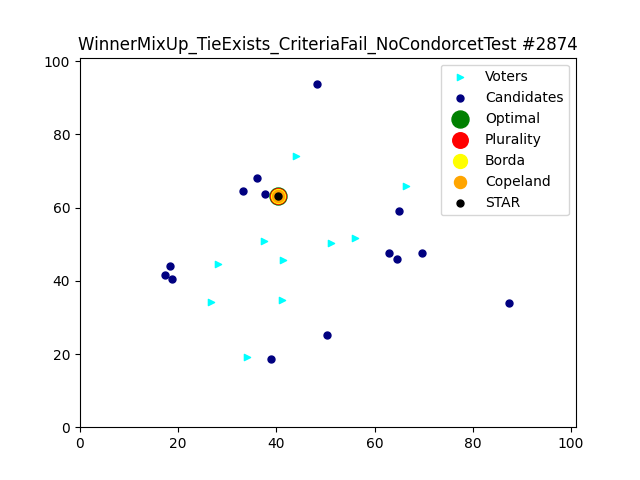 WinnerMixUp_TieExists_CriteriaFail_NoCondorcetTest #2874
100
80
60
40
20
0
0 20 40 60 80 100
Voters
Candidates
Optimal
Plurality
Borda
Copeland
STAR